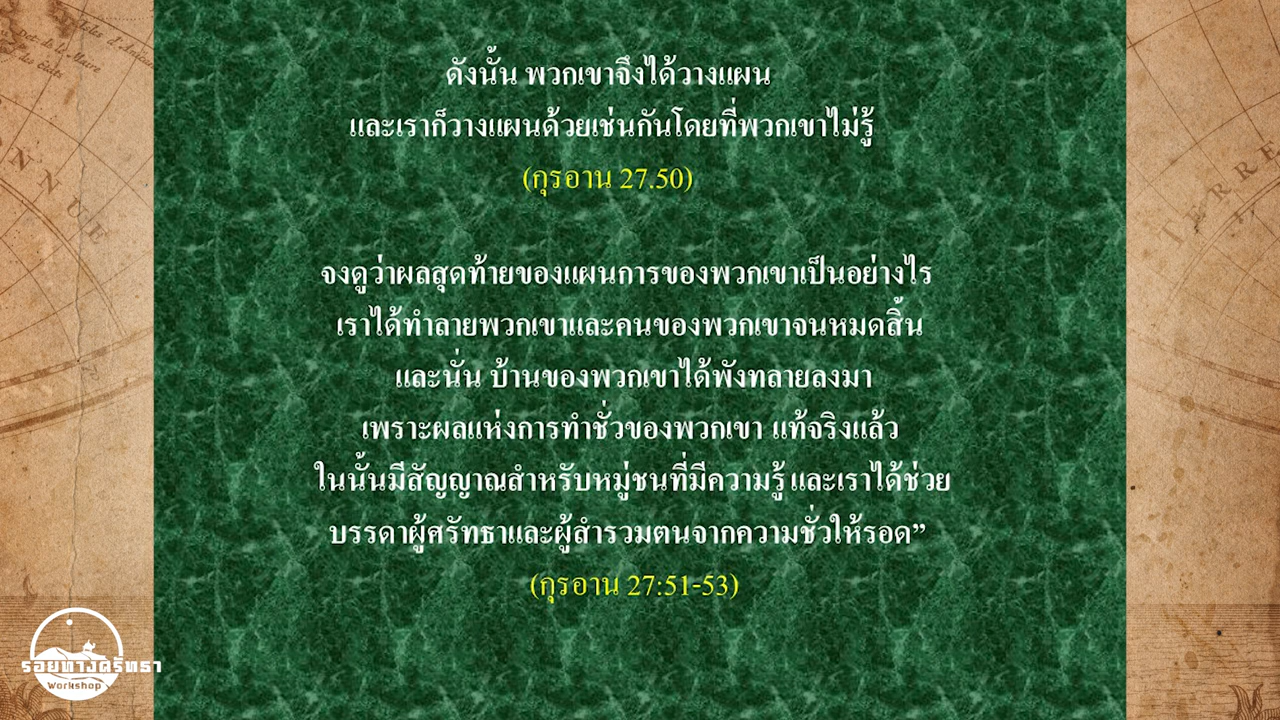 ดังนั้น พวกเขาจึงได้วางแผน
และเราก็วางแผนด้วยเช่นกันโดยที่พวกเขาไม่รู้
(กุรอาน 27.50)
จงดูว่าผลสุดท้ายของแผนการของพวกเขาเป็นอย่างไร
เราได้ทำลายพวกเขาและคนของพวกเขาจนหมดสิ้น
และนั่น บ้านของพวกเขาได้พังทลายลงมา
เพราะผลแห่งการทำชั่วของพวกเขา แท้จริงแล้ว
ในนั้นมีสัญญาณสำหรับหมู่ชนที่มีความรู้ และเราได้ช่วย
บรรดาผู้ศรัทธาและผู้สำรวมตนจากความชั่วให้รอด”
(กุรอาน 27:51-53)
รอยทางศรัทธา
Workshop
NNUE
TERRE